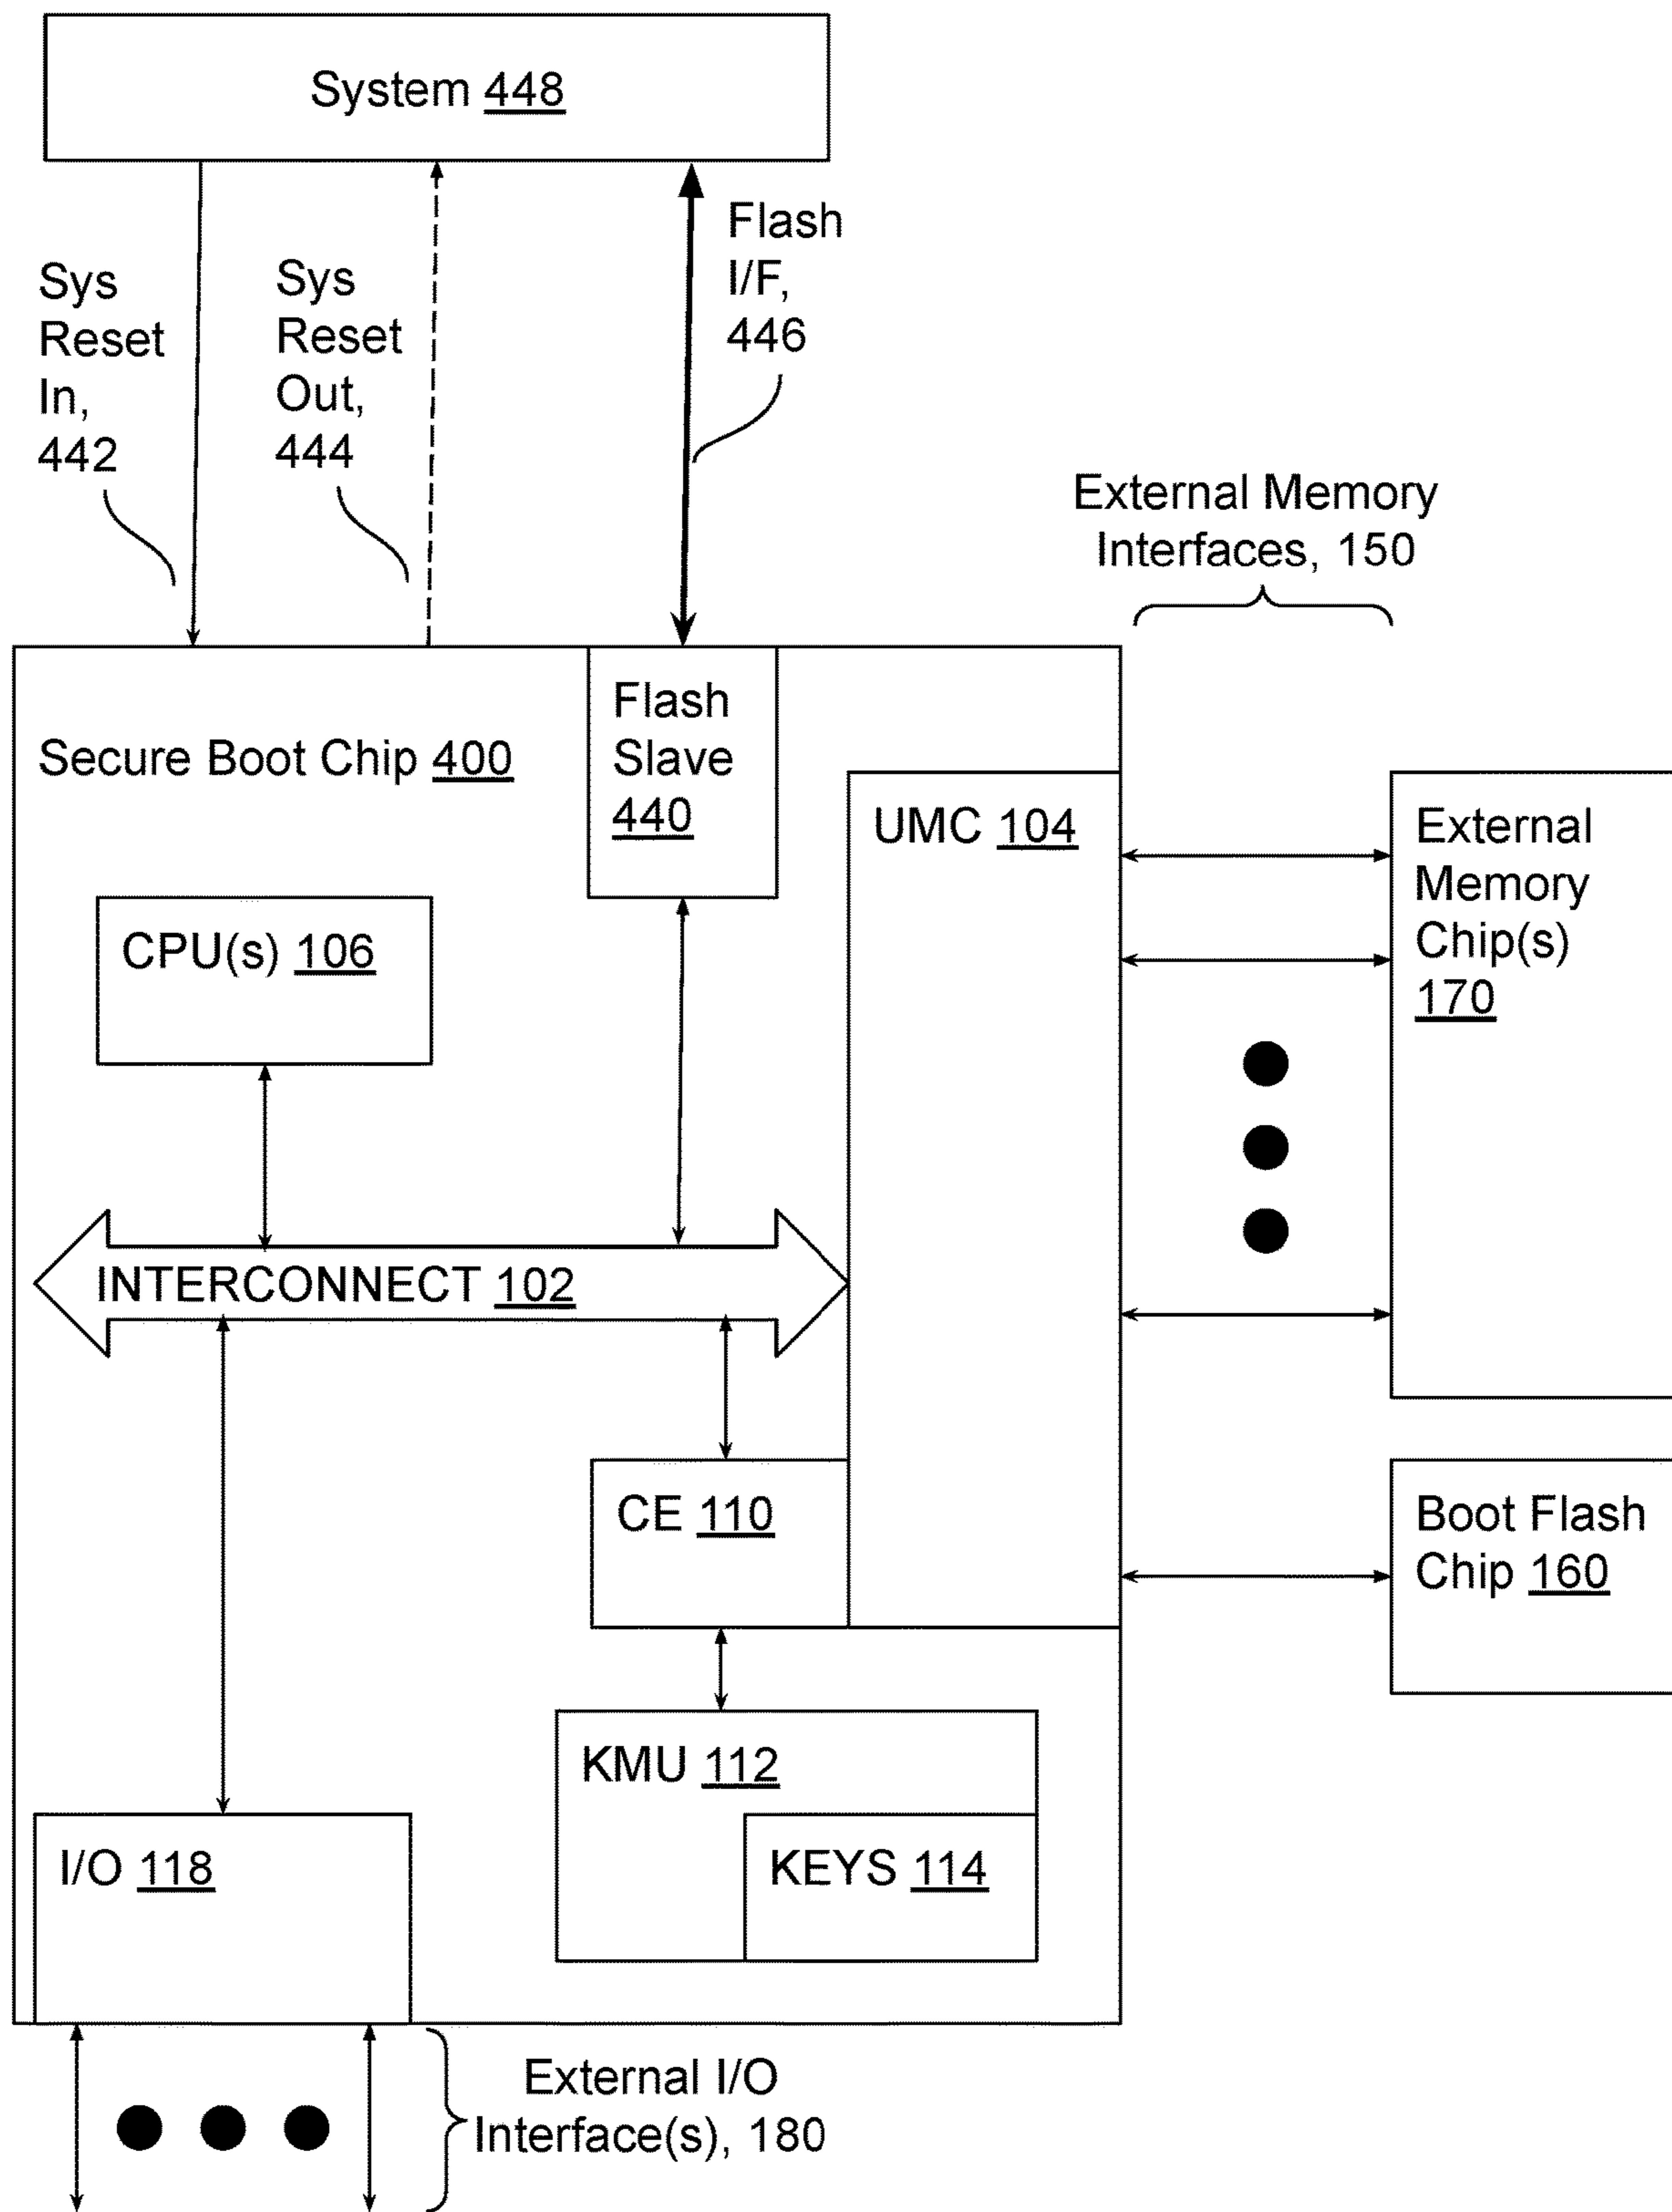 System 448
Sys
Reset
In,
442
Sys
Reset
Out,
444
Flash
I/F,
446
External Memory
Interfaces, 150
Secure Boot Chip 400
Flash
Slave
440
UMC 104
External
Memory
Chip(s)
170
CPU(s) 106
INTERCONNECT 102
CE 110
Boot Flash
Chip 160
KMU 112
KEYS 114
I/O 118
External I/O
Interface(s), 180